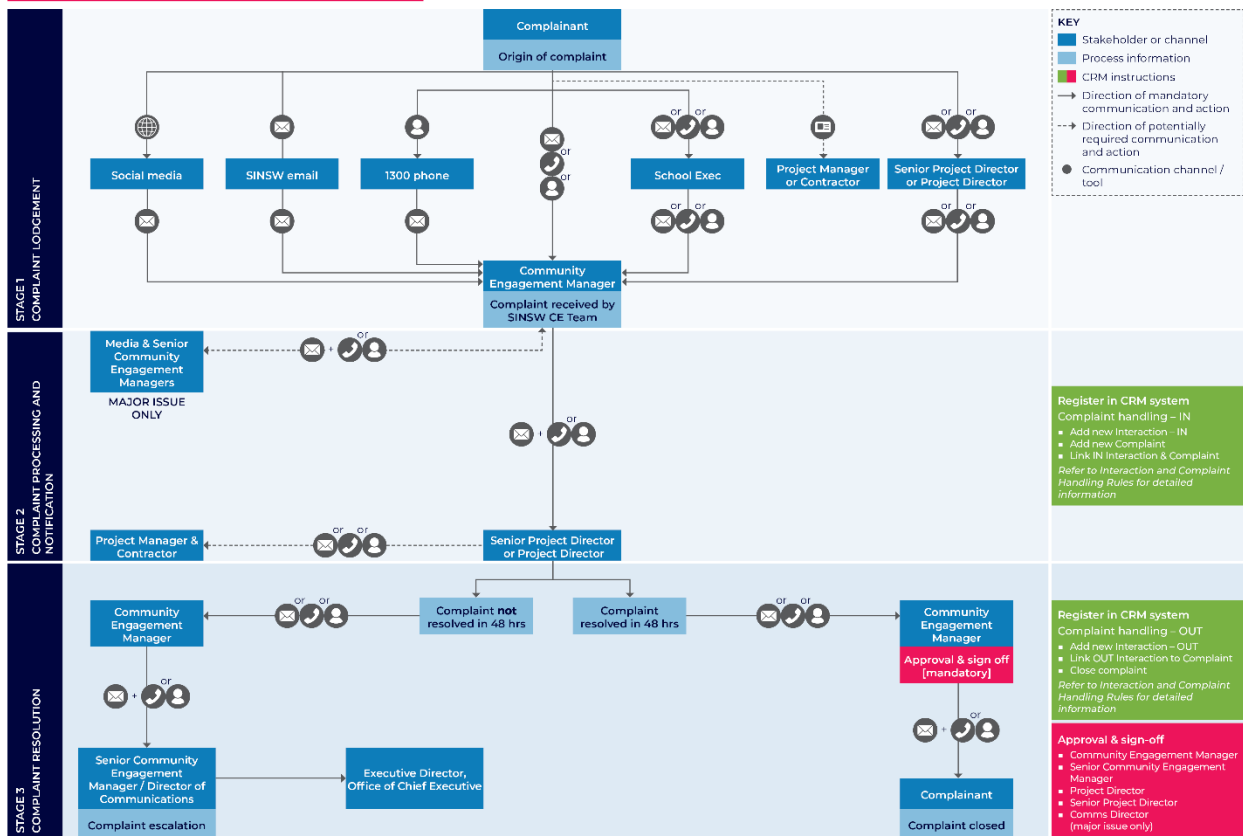 Complainant
Origin of complaint
KEY
Stakeholder or channel
Process information
CRM instructions
Direction of mandatory
communication and action
Direction of potentially
required communication
and action
Communication channel /
tool
STAGE 1
COMPLAINT LODGEMENT
or
or
or
or
or
or
Social media
SINSW email
1300 phone
School Exec
Project Manager
or Contractor
Senior Project Director
or Project Director
or
or
or
or
Community
Engagement Manager
Complaint received by
SINSW CE Team
STAGE 2
COMPLAINT PROCESSING AND
NOTIFICATION
Media & Senior
Community
Engagement
Managers
MAJOR ISSUE
ONLY
+
or
+
or
Register in CRM system
Complaint handling – IN
Add new Interaction – IN
Add new Complaint
Link IN Interaction & Complaint
Refer to Interaction and Complaint
Handling Rules for detailed
information
Project Manager &
Contractor
or
or
Senior Project Director
or Project Director
STAGE 3
COMPLAINT RESOLUTION
Community
Engagement
Manager
or
or
Complaint not
resolved in 48 hrs
Complaint
resolved in 48 hrs
or
or
Community
Engagement
Manager
Approval & sign off
[mandatory]
Register in CRM system
Complaint handling – OUT
Add new Interaction – OUT
Link OUT Interaction to Complaint
Close complaint
Refer to Interaction and Complaint
Handling Rules for detailed
information
+
or
+
or
Senior Community
Engagement
Manager / Director of
Communications
Complaint escalation
Executive Director,
Office of Chief Executive
Complainant
Complaint closed
Approval & sign-off
Community Engagement Manager
Senior Community Engagement
Manager
Project Director
Senior Project Director
Comms Director
(major issue only)